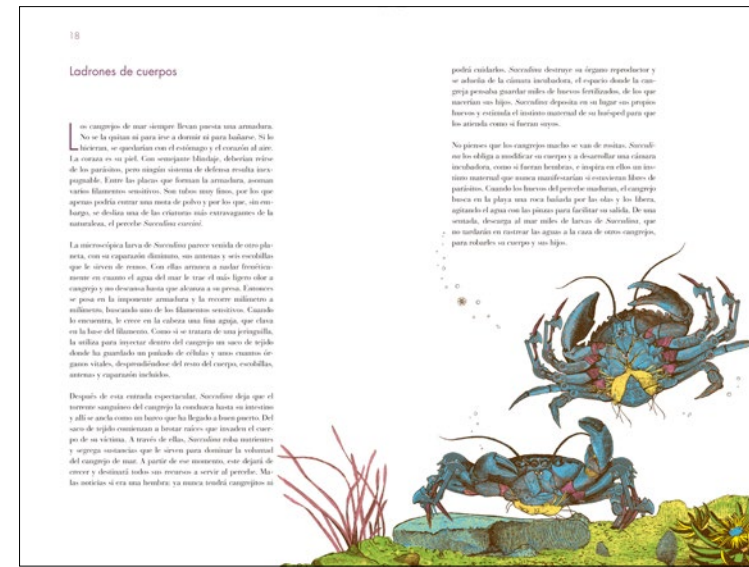 18
Ladrones de cuerpos
Los cangrejos de mar siempre llevan puesta una armadura.
No se la quitan ni para irse a dormir ni para bañarse. Si lo
hicieran, se quedarían con el estómago y el corazón al aire.
La coraza es su piel. Con semejante blindaje, deberían reírse
de los parásitos, pero ningún sistema de defensa resulta inex-
pugnable. Entre las placas que forman la armadura, asoman
varios filamentos sensitivos. Son tubos muy finos, por los que
apenas podría entrar una mota de polvo y por los que, sin em-
bargo, se desliza una de las criaturas más extravagantes de la
naturaleza, el percebe Sacculina carcini.
La microscópica larva de Sacculina parece venida de otro pla-
neta, con su caparazón diminuto, sus antenas y seis escobillas
que le sirven de remos. Con ellas arranca a nadar frenética-
mente en cuanto el agua del mar le trae el más ligero olor a
cangrejo y no descansa hasta que alcanza a su presa. Entonces
se posa en la imponente armadura y la recorre milímetro a
milímetro, buscando uno de los filamentos sensitivos. Cuando
lo encuentra, le crece en la cabeza una fina aguja, que clava
en la base del filamento. Como si se tratara de una jeringuilla,
la utiliza para inyectar dentro del cangrejo un saco de tejido
donde ha guardado un puñado de células y unos cuantos ór-
ganos vitales, desprendiéndose del resto del cuerpo, escobillas,
antenas y caparazón incluidos.
Después de esta entrada espectacular, Sacculina deja que el
torrente sanguíneo del cangrejo la conduzca hasta su intestino
y allí se ancla como un barco que ha llegado a buen puerto. Del
saco de tejido comienzan a brotar raíces que invaden el cuer-
po de su víctima. A través de ellas, Sacculina roba nutrientes
y segrega sustancias que le sirven para dominar la voluntad
del cangrejo de mar. A partir de ese momento, este dejará de
crecer y destinará todos sus recursos a servir al percebe. Ma-
las noticias si era una hembra: ya nunca tendrá cangrejitos ni
podrá cuidarlos. Sacculina destruye su órgano reproductor y
se adueña de la cámara incubadora, el espacio donde la can-
greja pensaba guardar miles de huevos fertilizados, de los que
nacerían sus hijos. Sacculina deposita en su lugar sus propios
huevos y estimula el instinto maternal de su huésped para que
los atienda como si fueran suyos.
No pienses que los cangrejos macho se van de rositas. Sacculi-
na los obliga a modificar su cuerpo y a desarrollar una cámara
incubadora, como si fueran hembras, e inspira en ellos un ins-
tinto maternal que nunca manifestarían si estuvieran libres de
parásitos. Cuando los huevos del percebe maduran, el cangrejo
busca en la playa una roca bañada por las olas y los libera,
agitando el agua con las pinzas para facilitar su salida. De una
sentada, descarga al mar miles de larvas de Sacculina, que
no tardarán en rastrear las aguas a la caza de otros cangrejos,
para robarles su cuerpo y sus hijos.